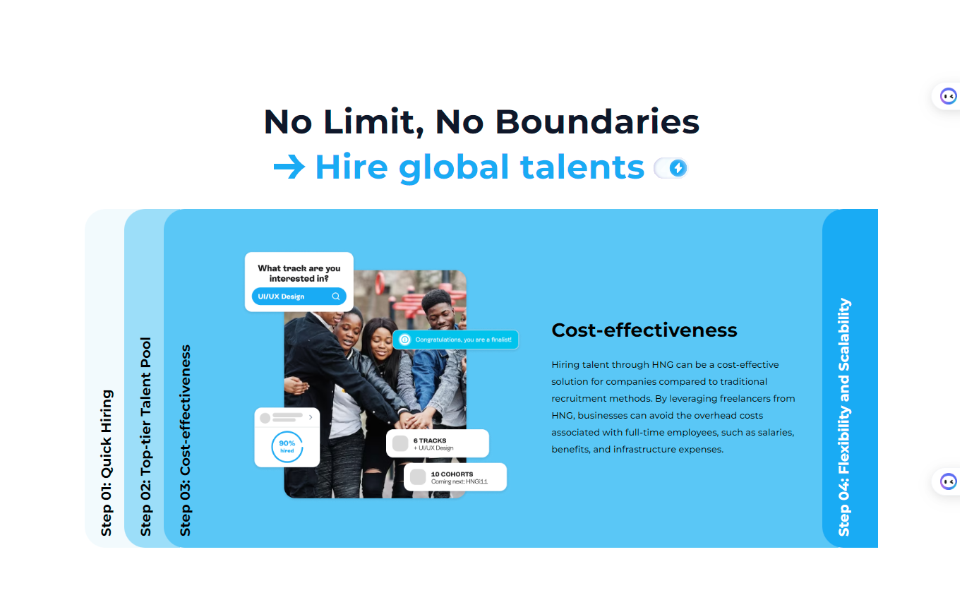 No Limit, No Boundaries
→ Hire global talents
Step 01: Quick Hiring
Step 02: Top-tier Talent Pool
Step 03: Cost-effectiveness
What track are you
interested in?
UI/UX Design
Congratulations, you are a finalist!
90%
hired
6 TRACKS
+ UI/UX Design
10 COHORTS
Coming next: HNGi11
Cost-effectiveness
Hiring talent through HNG can be a cost-effective
solution for companies compared to traditional
recruitment methods. By leveraging freelancers from
HNG, businesses can avoid the overhead costs
associated with full-time employees, such as salaries,
benefits, and infrastructure expenses.
Step 04: Flexibility and Scalability